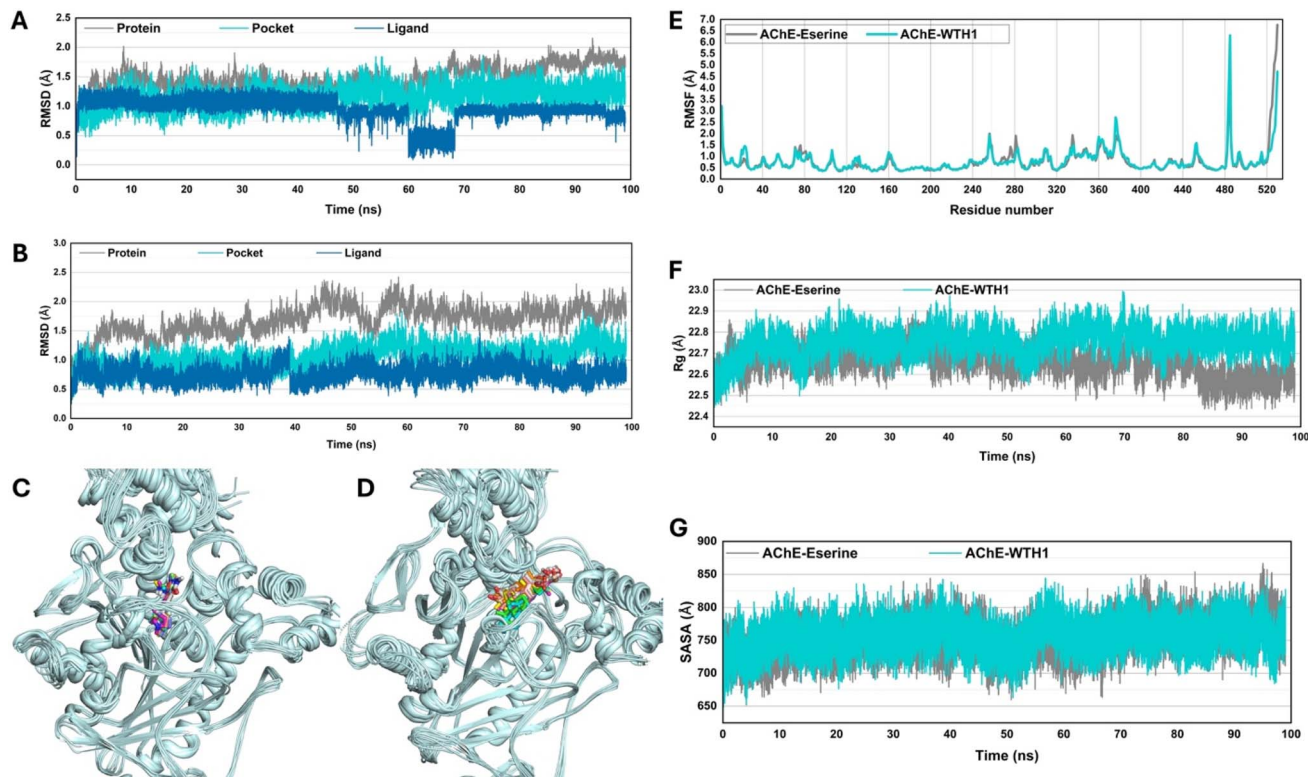 A
Protein Pocket Ligand
RMSD (Å)
2.5
2.0
1.5
1.0
0.5
0.0
0 10 20 30 40 50 60 70 80 90 100
Time (ns)
B
Protein Pocket Ligand
RMSD (Å)
3.0
2.5
2.0
1.5
1.0
0.5
0.0
0 10 20 30 40 50 60 70 80 90 100
Time (ns)
C
D
E
AChE-Eserine AChE-WTH1
RMSF (Å)
7.0
6.5
6.0
5.5
5.0
4.5
4.0
3.5
3.0
2.5
2.0
1.5
1.0
0.5
0.0
0 40 80 120 160 200 240 280 320 360 400 440 480 520
Residue number
F
AChE-Eserine AChE-WTH1
Rg (Å)
23.0
22.9
22.8
22.7
22.6
22.5
22.4
0 10 20 30 40 50 60 70 80 90 100
Time (ns)
G
AChE-Eserine AChE-WTH1
SASA (Å)
900
850
800
750
700
650
0 10 20 30 40 50 60 70 80 90 100
Time (ns)